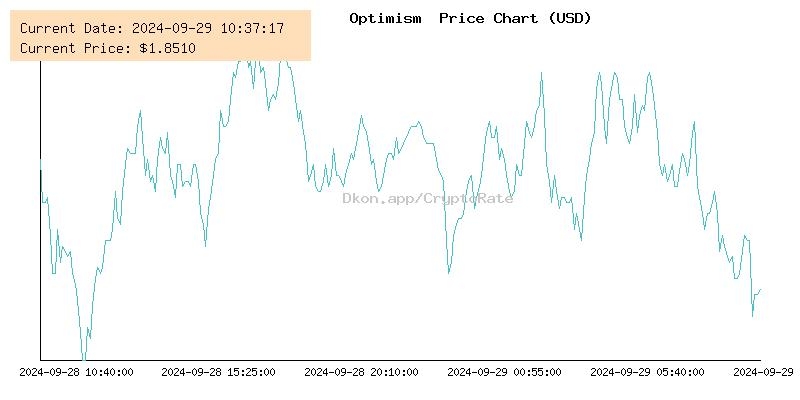 Optimism  Price Chart (USD)
Current Date: 2024-09-29 10:37:17
Current Price: $1.8510
Dkon.app/CryptoRate
2024-09-28 10:40:00 2024-09-28 15:25:00 2024-09-28 20:10:00 2024-09-29 00:55:00 2024-09-29 05:40:00 2024-09-29